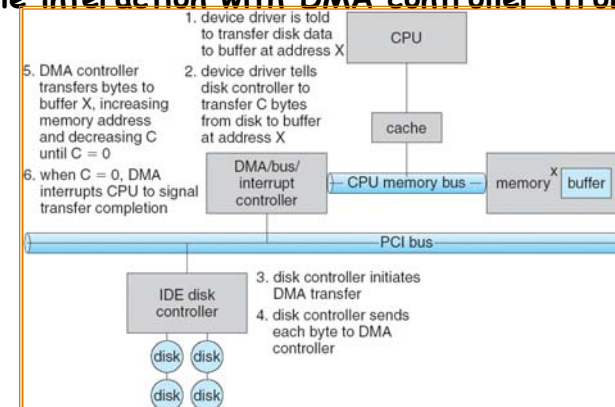 interaction with DMA controller
1. device driver is told
to transfer disk data
to buffer at address X
CPU
5. DMA controller
transfers bytes to
buffer X, increasing
memory address
and decreasing C
until C = 0
2. device driver tells
disk controller to
transfer C bytes
from disk to buffer
at address X
cache
6. when C = 0, DMA
interrupts CPU to signal
transfer completion
DMA/bus/
interrupt
controller
CPU memory bus
memory
X
buffer
PCI bus
IDE disk
controller
3. disk controller initiates
DMA transfer
4. disk controller sends
each byte to DMA
controller
disk disk
disk disk